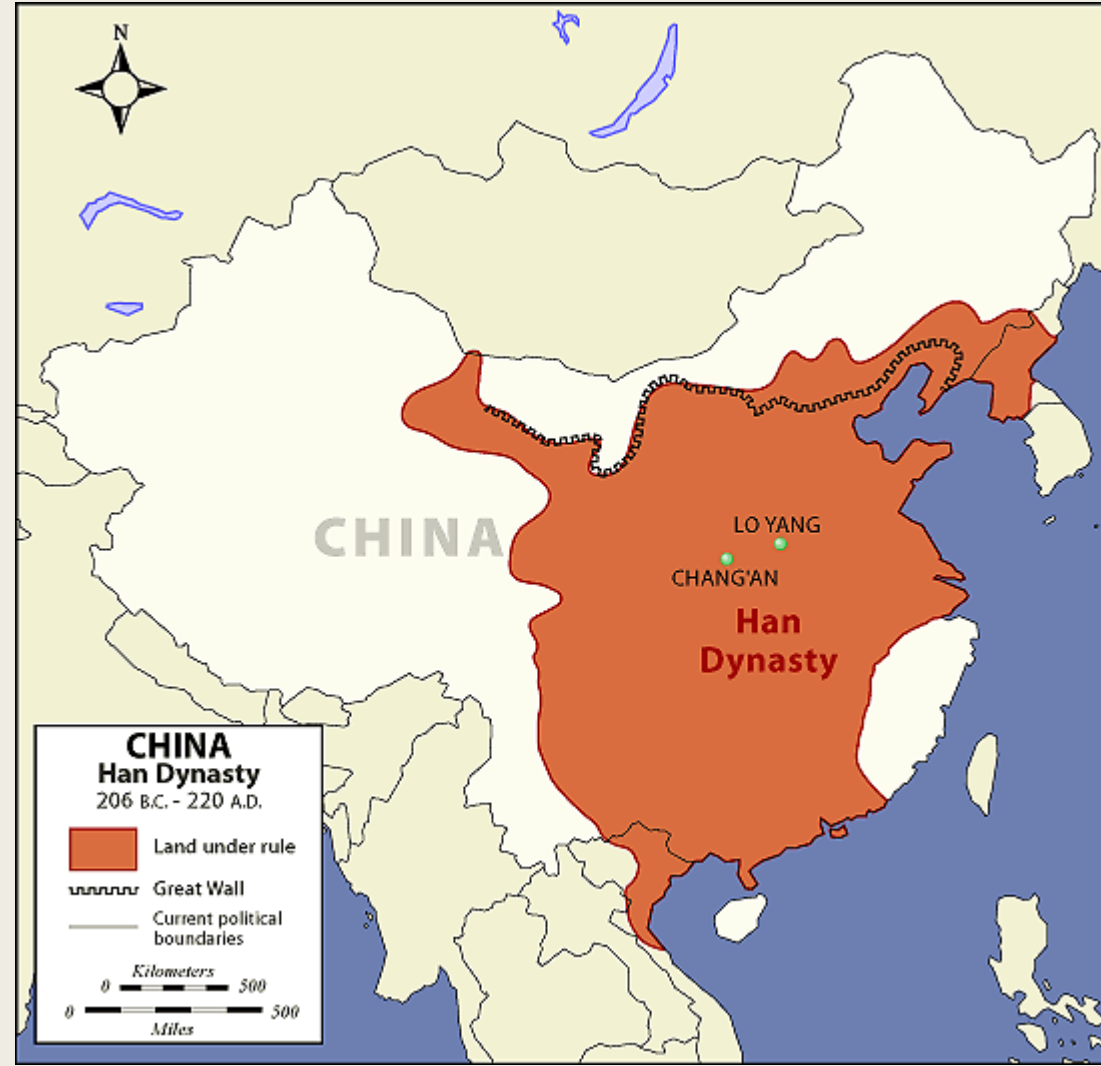 N
CHINA
LO YANG
CHANG'AN
Han
Dynasty
CHINA
Han Dynasty
206 B.C. - 220 A.D.
Land under rule
Great Wall
Current political
boundaries
Kilometers
0 500
0 500
Miles